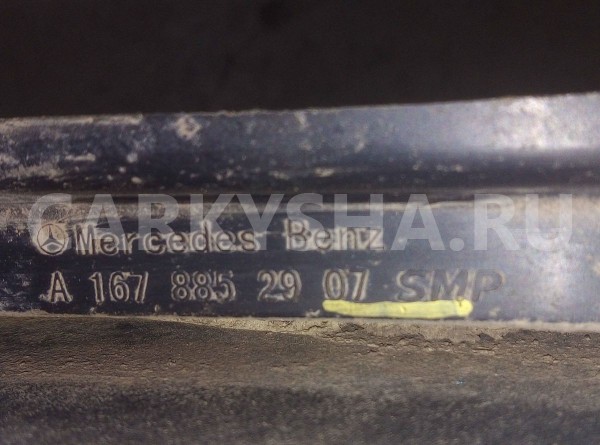 CARKYSHA.RU
Mercedes Benz
A 167 885 29 07 SMP